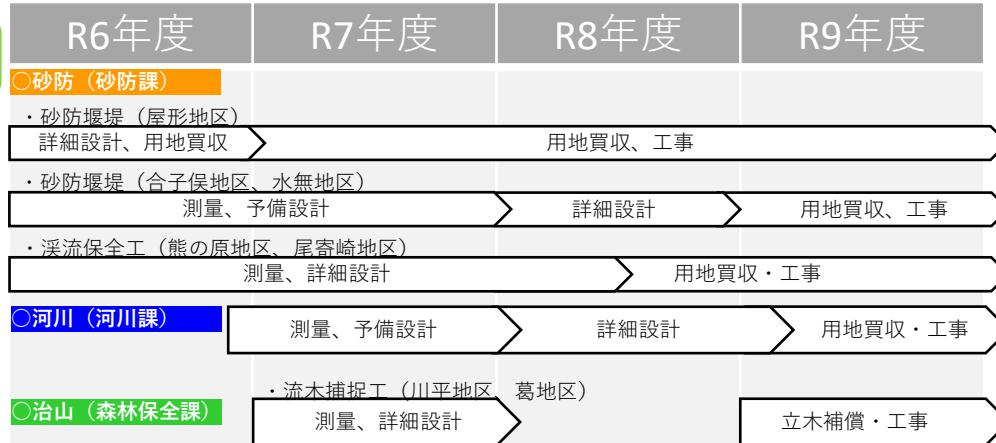 R6年度 R7年度 R8年度 R9年度
○砂防（砂防課）
・砂防堰堤（屋形地区）
詳細設計、用地買収 用地買収、工事
・砂防堰堤（合子俣地区、水無地区）
測量、予備設計 詳細設計 用地買収、工事
・渓流保全工（熊の原地区、尾寄崎地区）
測量、詳細設計 用地買収・工事
○河川（河川課） 測量、予備設計 詳細設計 用地買収・工事
・流木捕捉工（川平地区、葛地区）
○治山（森林保全課） 測量、詳細設計 立木補償・工事